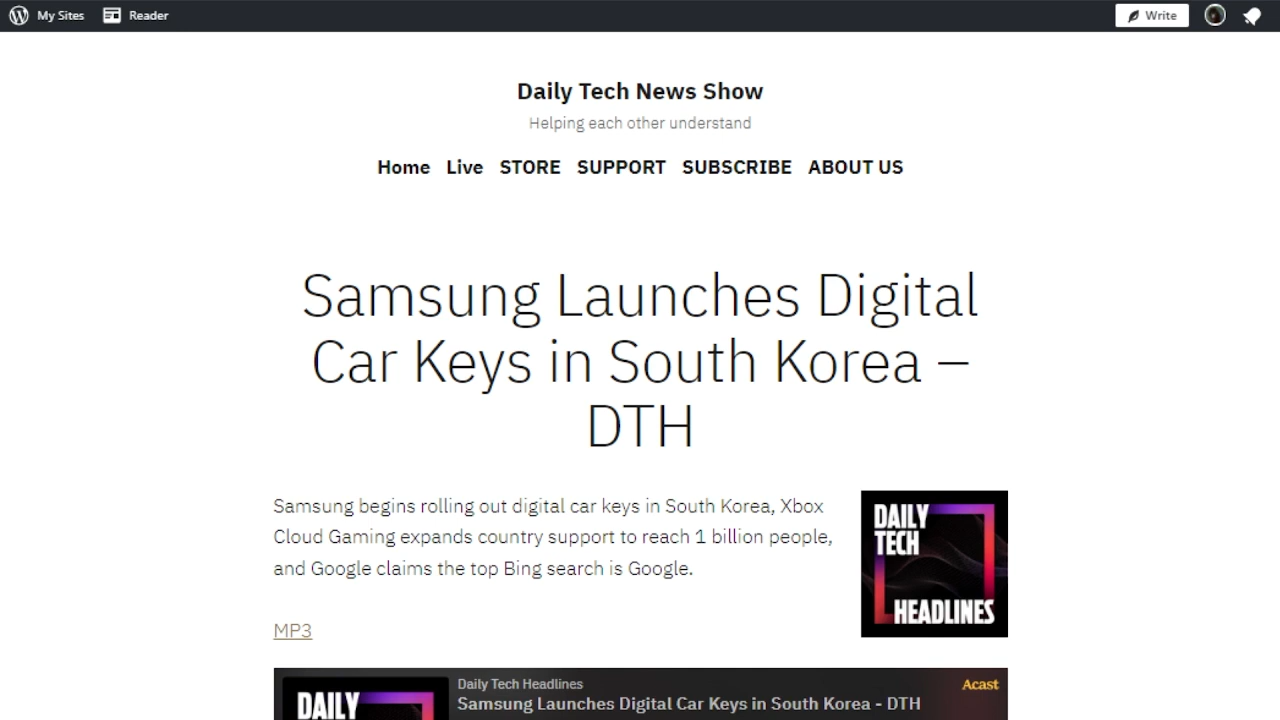 My Sites Reader Write
Daily Tech News Show
Helping each other understand
Home Live STORE SUPPORT SUBSCRIBE ABOUT US
Samsung Launches Digital
Car Keys in South Korea –
DTH
Samsung begins rolling out digital car keys in South Korea, Xbox
Cloud Gaming expands country support to reach 1 billion people,
and Google claims the top Bing search is Google.
DAILY
TECH
HEADLINES
MP3
Daily Tech Headlines
Acast
Samsung Launches Digital Car Keys in South Korea - DTH
DAILY